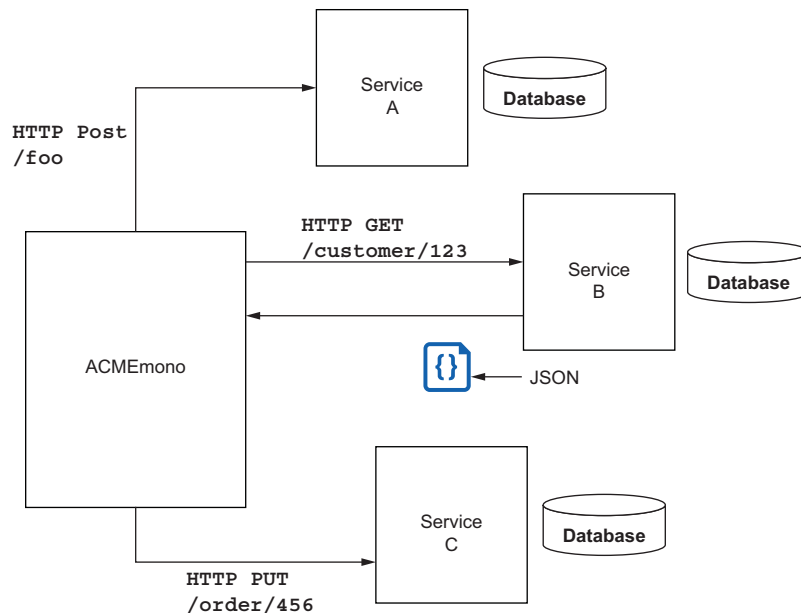 Service
A
Database
HTTP Post
/foo
HTTP GET
/customer/123
Service
B
Database
ACMEmono
{}
JSON
Service
C
Database
HTTP PUT
/order/456